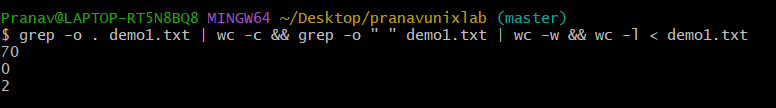 Pranav@LAPTOP-RT5N8BQ8 MINGW64 ~/Desktop/pranavunixlab (master)
$ grep -o . demo1.txt | wc -c && grep -o " " demo1.txt | wc -w && wc -l < demo1.txt
70
0
2